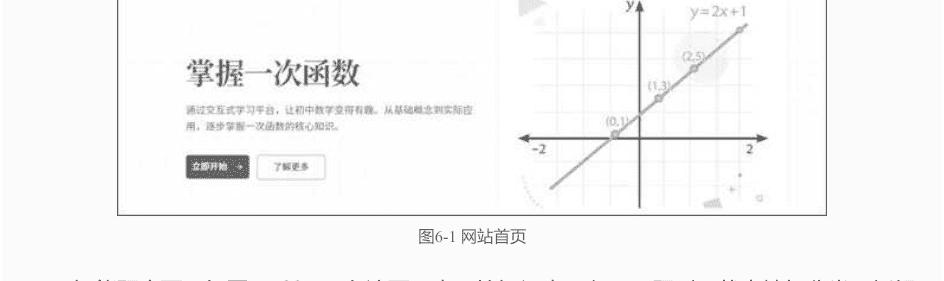 y
y=2x+1
(2,5)
掌握一次函数
(1,3)
通过交互式学习平台，让初中数学变得有趣。从基础概念到实际应
用，逐步掌握一次函数的核心知识。
(0,1)
-2
2
立即开始 →
了解更多
图6-1 网站首页